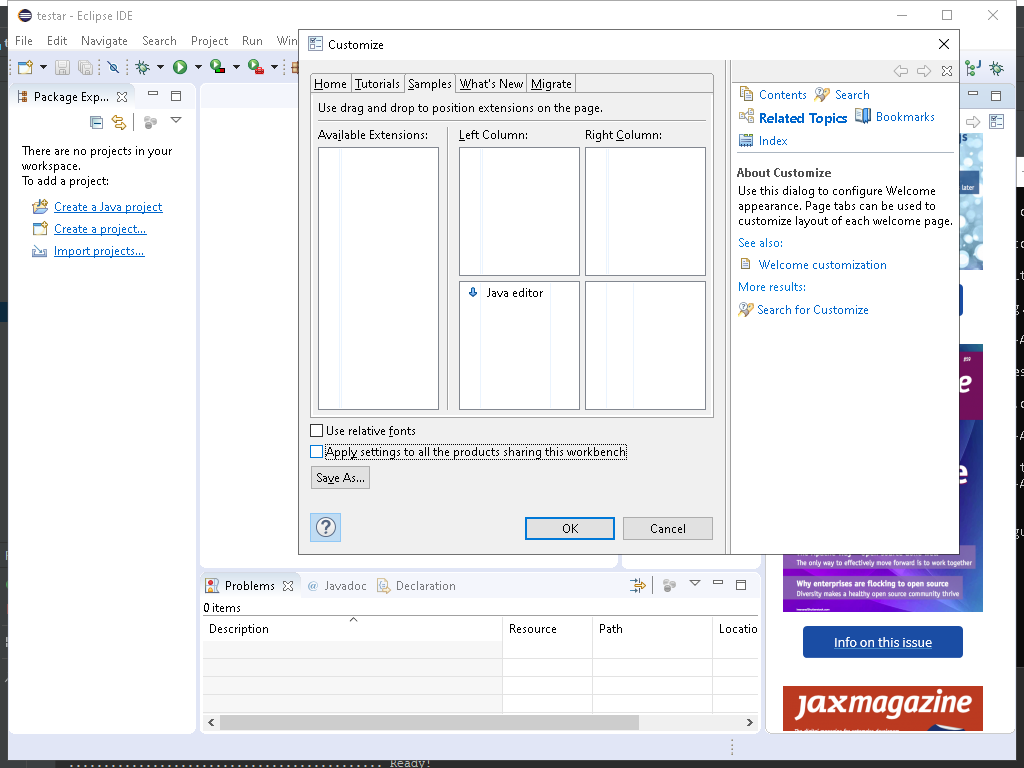 testar - Eclipse IDE
File Edit Navigate Search Project Run Win
Package Exp...
There are no projects in your
workspace.
To add a project:
Create a Java project
Create a project...
Import projects...
Customize
Home Tutorials Samples What's New Migrate
Use drag and drop to position extensions on the page.
Available Extensions: Left Column: Right Column:
Java editor
Use relative fonts
Apply settings to all the products sharing this workbench
Save As...
OK Cancel
Contents Search
Related Topics Bookmarks
Index
About Customize
Use this dialog to configure Welcome
appearance. Page tabs can be used to
customize layout of each welcome page.
See also:
Welcome customization
More results:
Search for Customize
later
The only way to effectively move forward is to work together
Why enterprises are flocking to open source
Diversity makes a healthy open source community thrive
Info on this issue
jaxmagazine
Problems Javadoc Declaration
0 items
Description Resource Path Locatio
Ready!